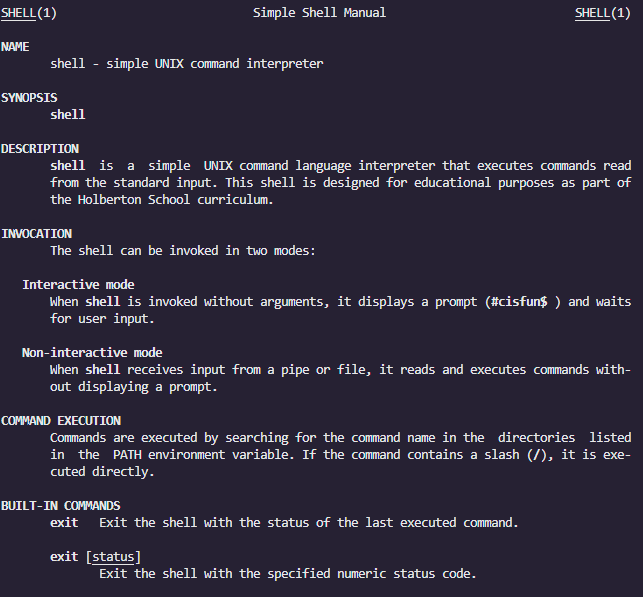 SHELL(1) Simple Shell Manual SHELL(1)
NAME
shell - simple UNIX command interpreter
SYNOPSIS
shell
DESCRIPTION
shell is a simple UNIX command language interpreter that executes commands read
from the standard input. This shell is designed for educational purposes as part of
the Holberton School curriculum.
INVOCATION
The shell can be invoked in two modes:
Interactive mode
When shell is invoked without arguments, it displays a prompt (#cisfun$ ) and waits
for user input.
Non-interactive mode
When shell receives input from a pipe or file, it reads and executes commands with-
out displaying a prompt.
COMMAND EXECUTION
Commands are executed by searching for the command name in the directories listed
in the PATH environment variable. If the command contains a slash (/), it is exe-
cuted directly.
BUILT-IN COMMANDS
exit Exit the shell with the status of the last executed command.
exit [status]
Exit the shell with the specified numeric status code.